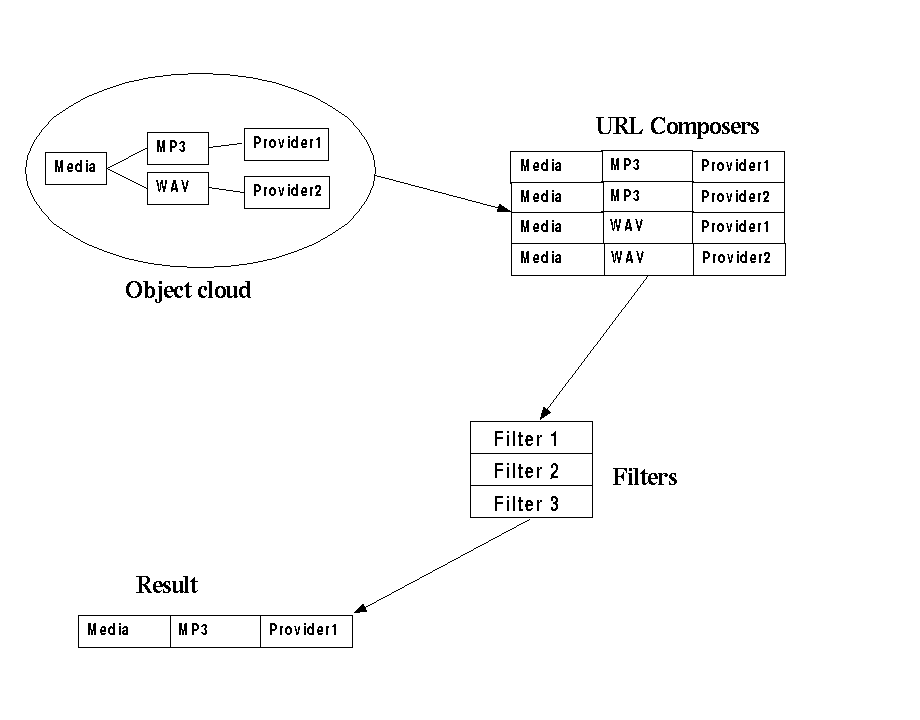 Media
MP3
Provider1
WAV
Provider2
Object cloud
URL Composers
Media MP3 Provider1
Media MP3 Provider2
Media WAV Provider1
Media WAV Provider2
Filter 1
Filter 2
Filter 3
Filters
Result
Media MP3 Provider1